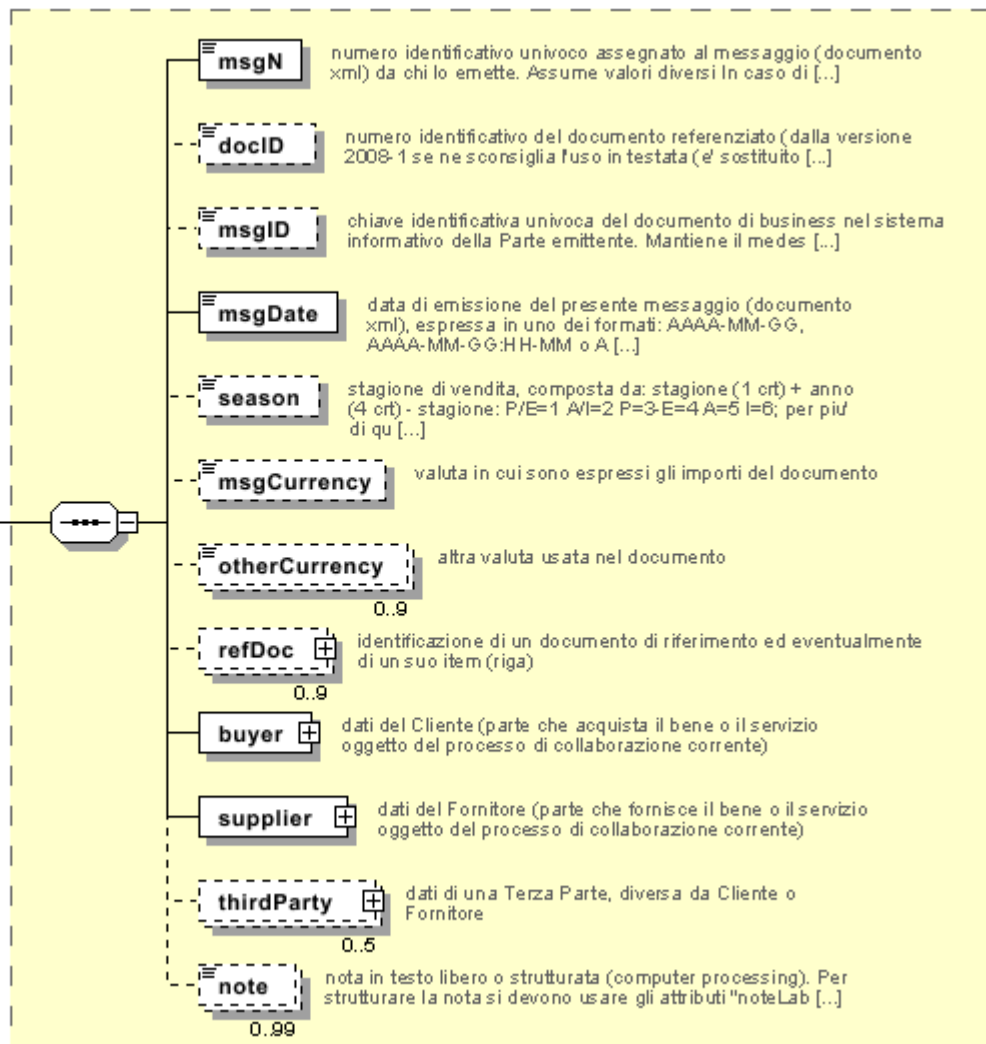 msgN
numero identificativo univoco assegnato al messaggio (documento
xml) da chi lo emette. Assume valori diversi In caso di [...]
docID
numero identificativo del documento referenziato (dalla versione
2008-1 se ne sconsiglia l'uso in testata (e' sostituito [...]
msgID
chiave identificativa univoca del documento di business nel sistema
informativo della Parte emittente. Mantiene il medes [...]
msgDate
data di emissione del presente messaggio (documento
xml), espressa in uno dei formati: AAAA-MM-GG,
AAAA-MM-GG:HH-MM o A [...]
season
stagione di vendita, composta da: stagione (1 crt) + anno
(4 crt) - stagione: P/E=1 A/I=2 P=3-E=4 A=5 I=6; per piu'
di qu [...]
msgCurrency
valuta in cui sono espressi gli importi del documento
otherCurrency
altra valuta usata nel documento
0..9
refDoc
identificazione di un documento di riferimento ed eventualmente
di un suo item (riga)
0..9
buyer
dati del Cliente (parte che acquista il bene o il servizio
oggetto del processo di collaborazione corrente)
supplier
dati del Fornitore (parte che fornisce il bene o il servizio
oggetto del processo di collaborazione corrente)
thirdParty
dati di una Terza Parte, diversa da Cliente o
Fornitore
0..5
note
nota in testo libero o strutturata (computer processing). Per
strutturare la nota si devono usare gli attributi "noteLab [...]
0..99